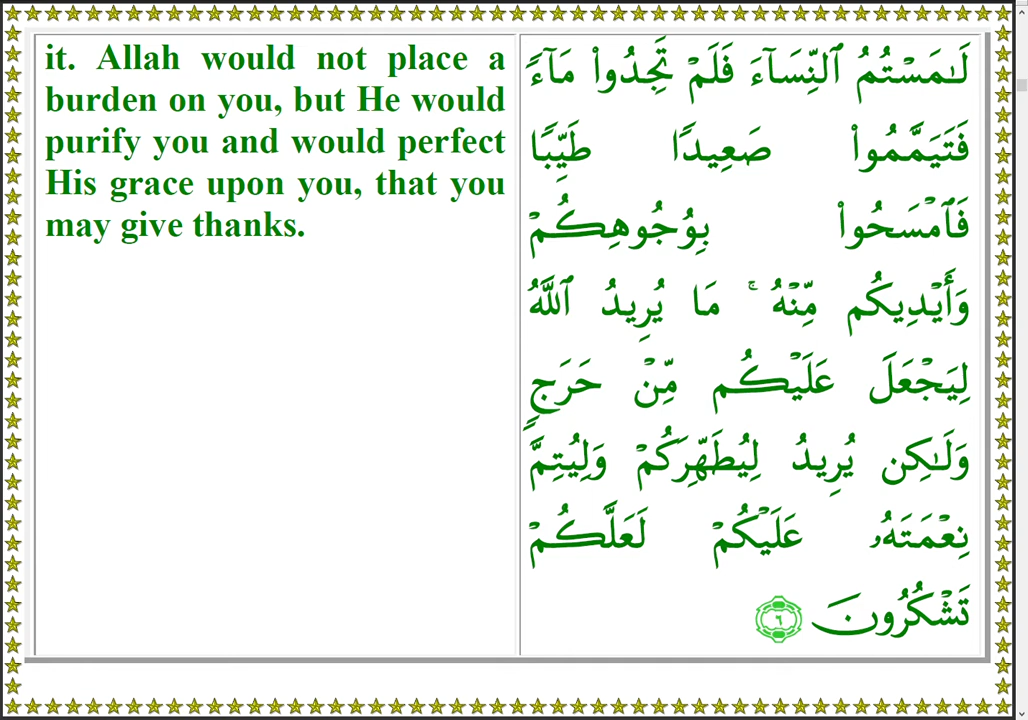 it. Allah would not place a
burden on you, but He would
purify you and would perfect
His grace upon you, that you
may give thanks.
لَـٰمَسْتُمُ ٱلنِّسَآءَ فَلَمْ تَجِدُوا۟ مَآءً
فَتَيَمَّمُوا۟ صَعِيدًا طَيِّبًا
فَٱمْسَحُوا۟ بِوُجُوهِكُمْ
وَأَيْدِيكُم مِّنْهُ ۚ مَا يُرِيدُ ٱللَّهُ
لِيَجْعَلَ عَلَيْكُم مِّنْ حَرَجٍ
وَلَـٰكِن يُرِيدُ لِيُطَهِّرَكُمْ وَلِيُتِمَّ
نِعْمَتَهُۥ عَلَيْكُمْ لَعَلَّكُمْ
تَشْكُرُونَ ٦